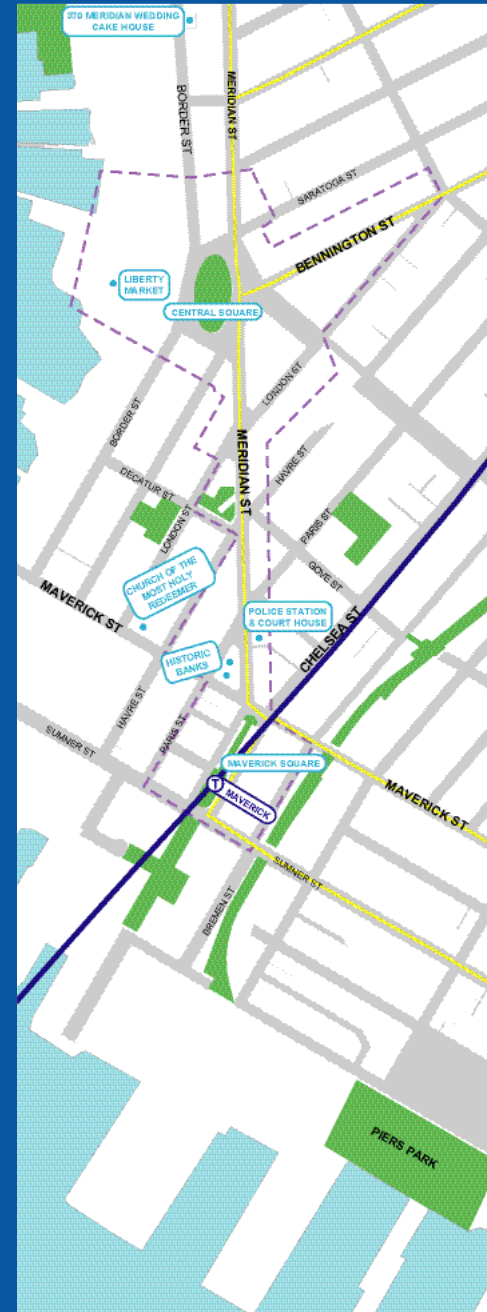 370 MERIDIAN WEDDING
CAKE HOUSE
BORDER ST
MERIDIAN ST
SARATOGA ST
BENNINGTON ST
LIBERTY
MARKET
CENTRAL SQUARE
LONDON ST
BORDER ST
MERIDIAN ST
HAVRE ST
DECATUR ST
LONDON ST
PARIS ST
GOVE ST
CHURCH OF THE
MOST HOLY
REDEEMER
MAVERICK ST
POLICE STATION
& COURT HOUSE
CHELSEA ST
HISTORIC
BANKS
HAVRE ST
PARIS ST
SUMNER ST
MAVERICK SQUARE
T
MAVERICK
MAVERICK ST
SUMNER ST
BREMEN ST
PIERS PARK